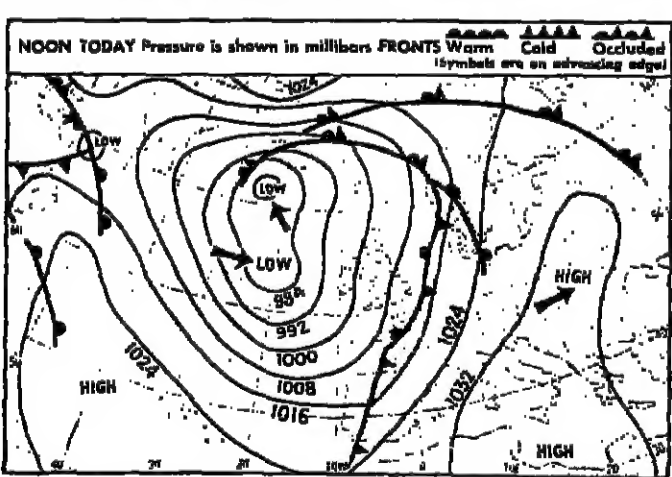 NOON TODAY Pressure is shown in millibars FRONTS Warm Cold Occluded
(Symbols are on advancing edge)
1024
LOW
LOW
LOW
984
992
1000
1008
1016
1024
1024
1032
HIGH
HIGH
HIGH